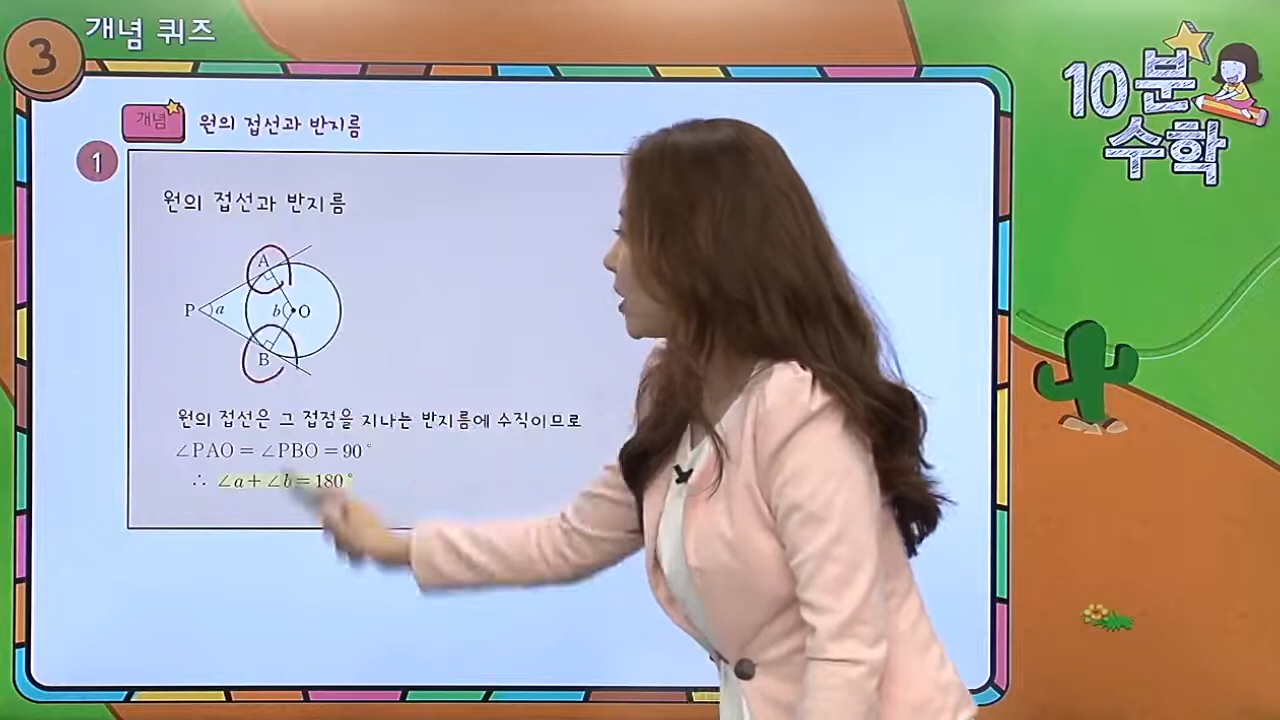 3
개념 퀴즈
10분
수학
개념
원의 접선과 반지름
1
원의 접선과 반지름
A
P
a
b
O
B
원의 접선은 그 접점을 지나는 반지름에 수직이므로
∠PAO=∠PBO=90°
∴ ∠a+∠b=180°